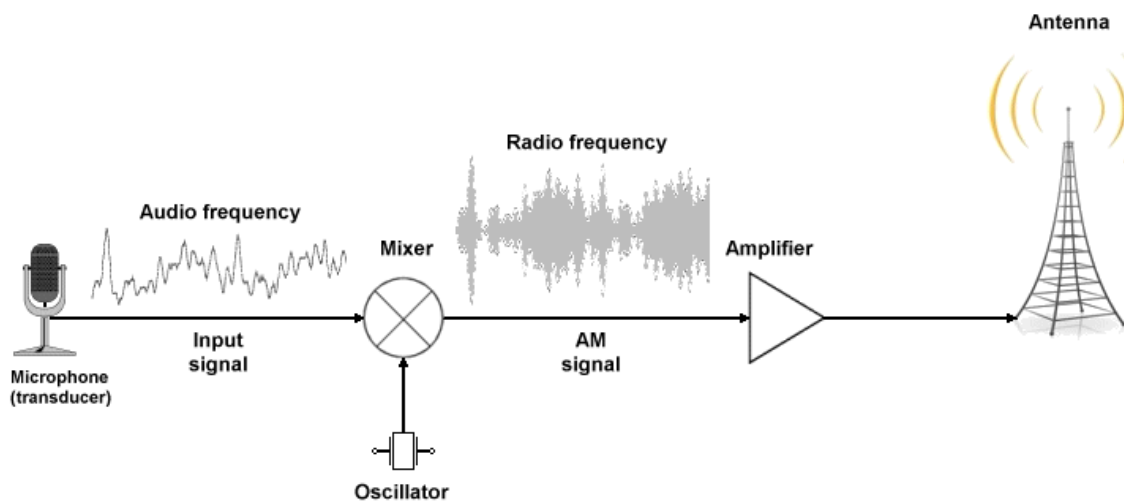 Antenna
Radio frequency
Audio frequency
Mixer
Amplifier
Input
signal
AM
signal
Microphone
(transducer)
Oscillator